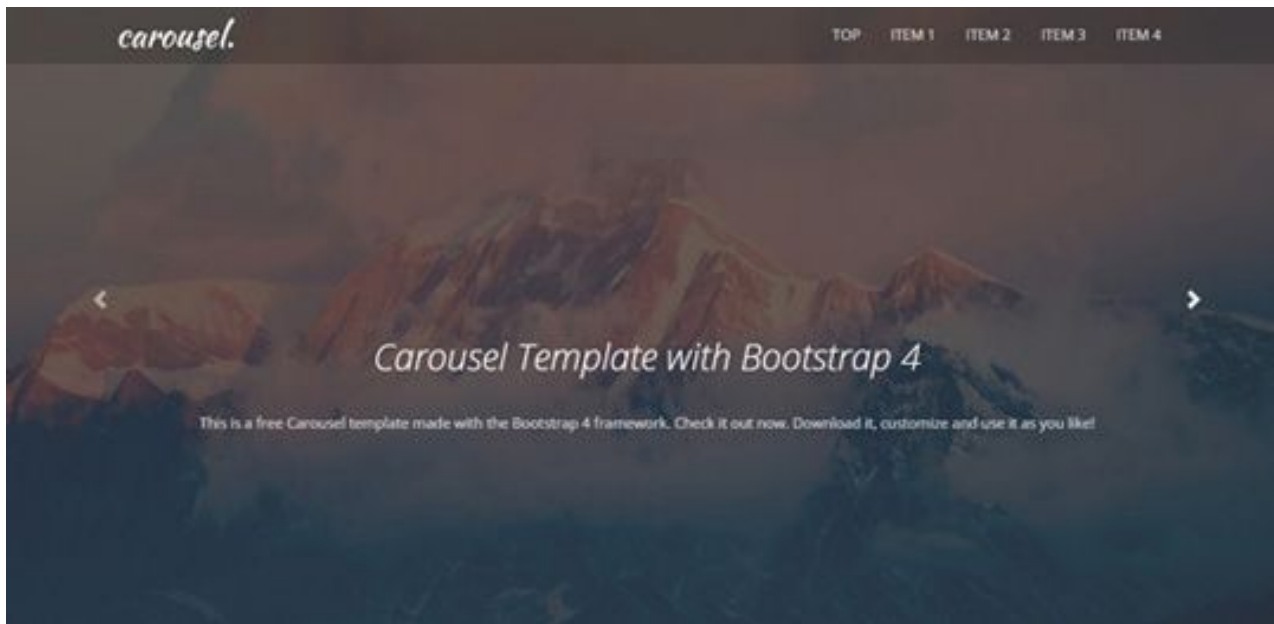 carousel.
TOP ITEM 1 ITEM 2 ITEM 3 ITEM 4
Carousel Template with Bootstrap 4
This is a free Carousel template made with the Bootstrap 4 framework. Check it out now. Download it, customize and use it as you like!